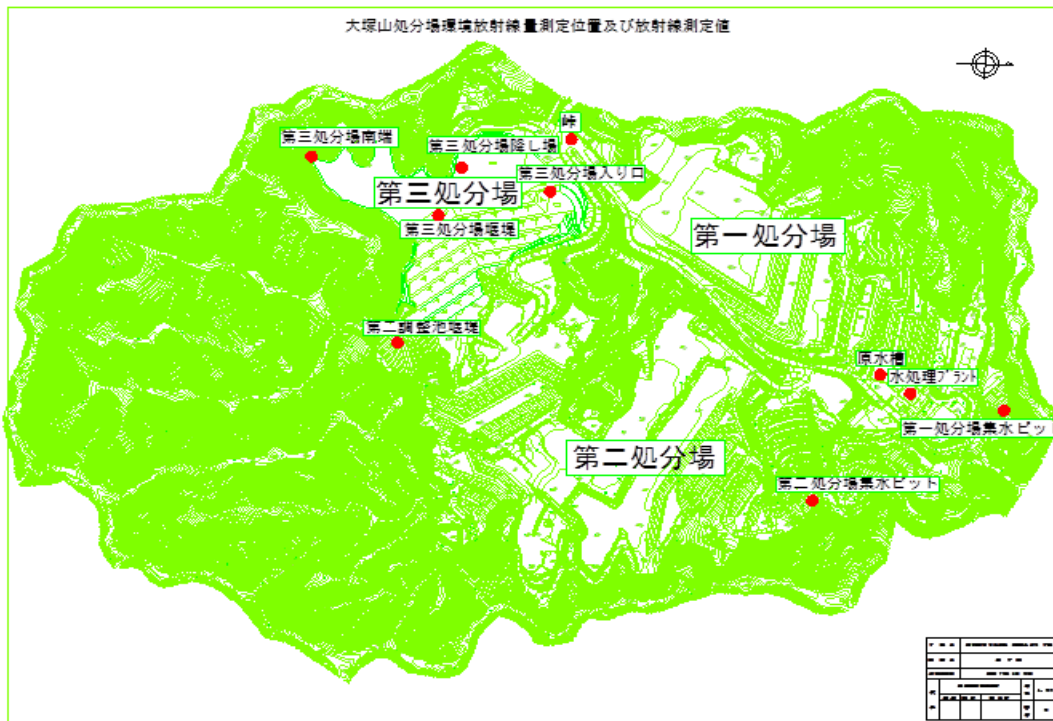 大塚山処分場環境放射線量測定位置及び放射線測定値
峠
第三処分場南端
第三処分場降し場
第三処分場入り口
第三処分場
第三処分場堰堤
第一処分場
第二調整池堰堤
原水槽
水処理プラント
第一処分場集水ピット
第二処分場
第二処分場集水ピット